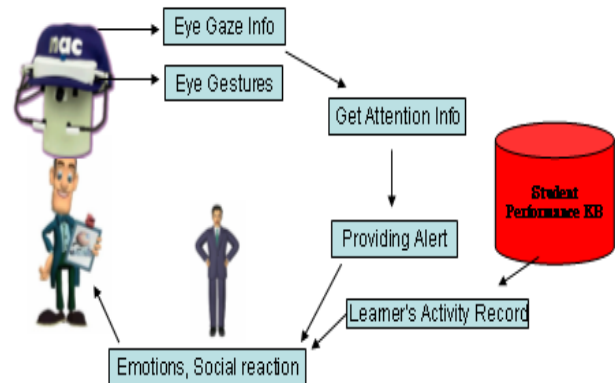 Eye Gaze Info
nac
Eye Gestures
Get Attention Info
Student
Performance KB
Providing Alert
Learner's Activity Record
Emotions, Social reaction